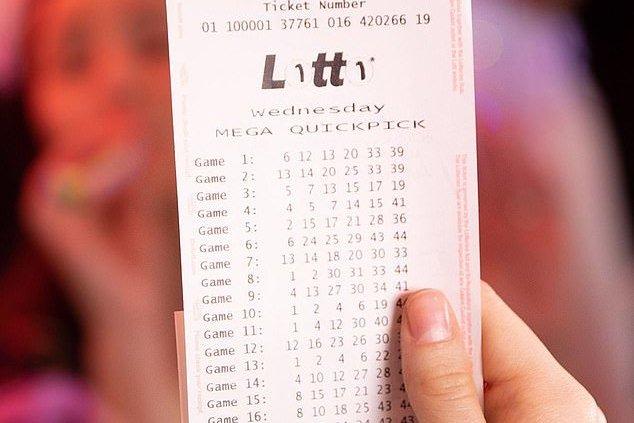 Ticket Number
01 100001 37761 016 420266 19
Lotto
Wednesday
MEGA QUICKPICK
Game 1: 6 12 13 20 33 39
Game 2: 13 14 20 25 33 39
Game 3: 5 7 13 15 17 19
Game 4: 4 5 7 14 15 41
Game 5: 2 15 17 21 28 36
Game 6: 6 24 25 29 43 44
Game 7: 13 14 18 20 30 33
Game 8: 1 2 30 31 33 44
Game 9: 4 13 27 30 34 41
Game 10: 1 2 4 6 19
Game 11: 1 4 12 30 40
Game 12: 12 16 23 26 30
Game 13: 1 2 4 6 22
Game 14: 4 10 12 27 28
Game 15: 8 15 17 21 23
Game 16: 8 10 18 25 43